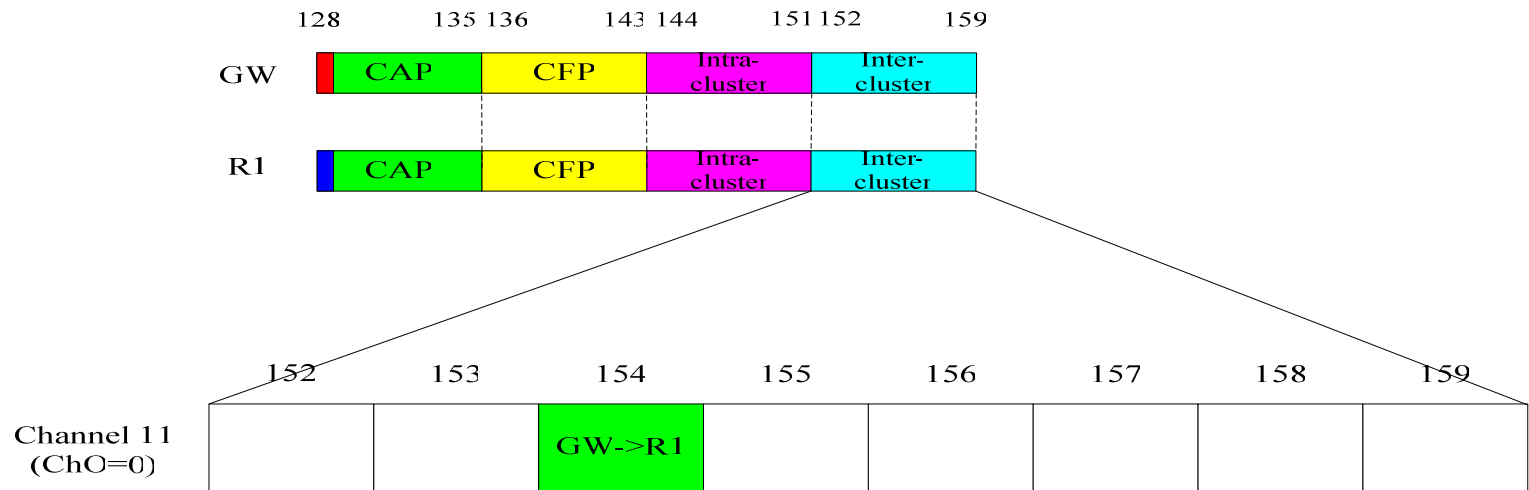 128 135 136 143 144 151 152 159
GW CAP CFP Intra-cluster Inter-cluster
R1 CAP CFP Intra-cluster Inter-cluster
152 153 154 155 156 157 158 159
Channel 11
(ChO=0)
GW->R1